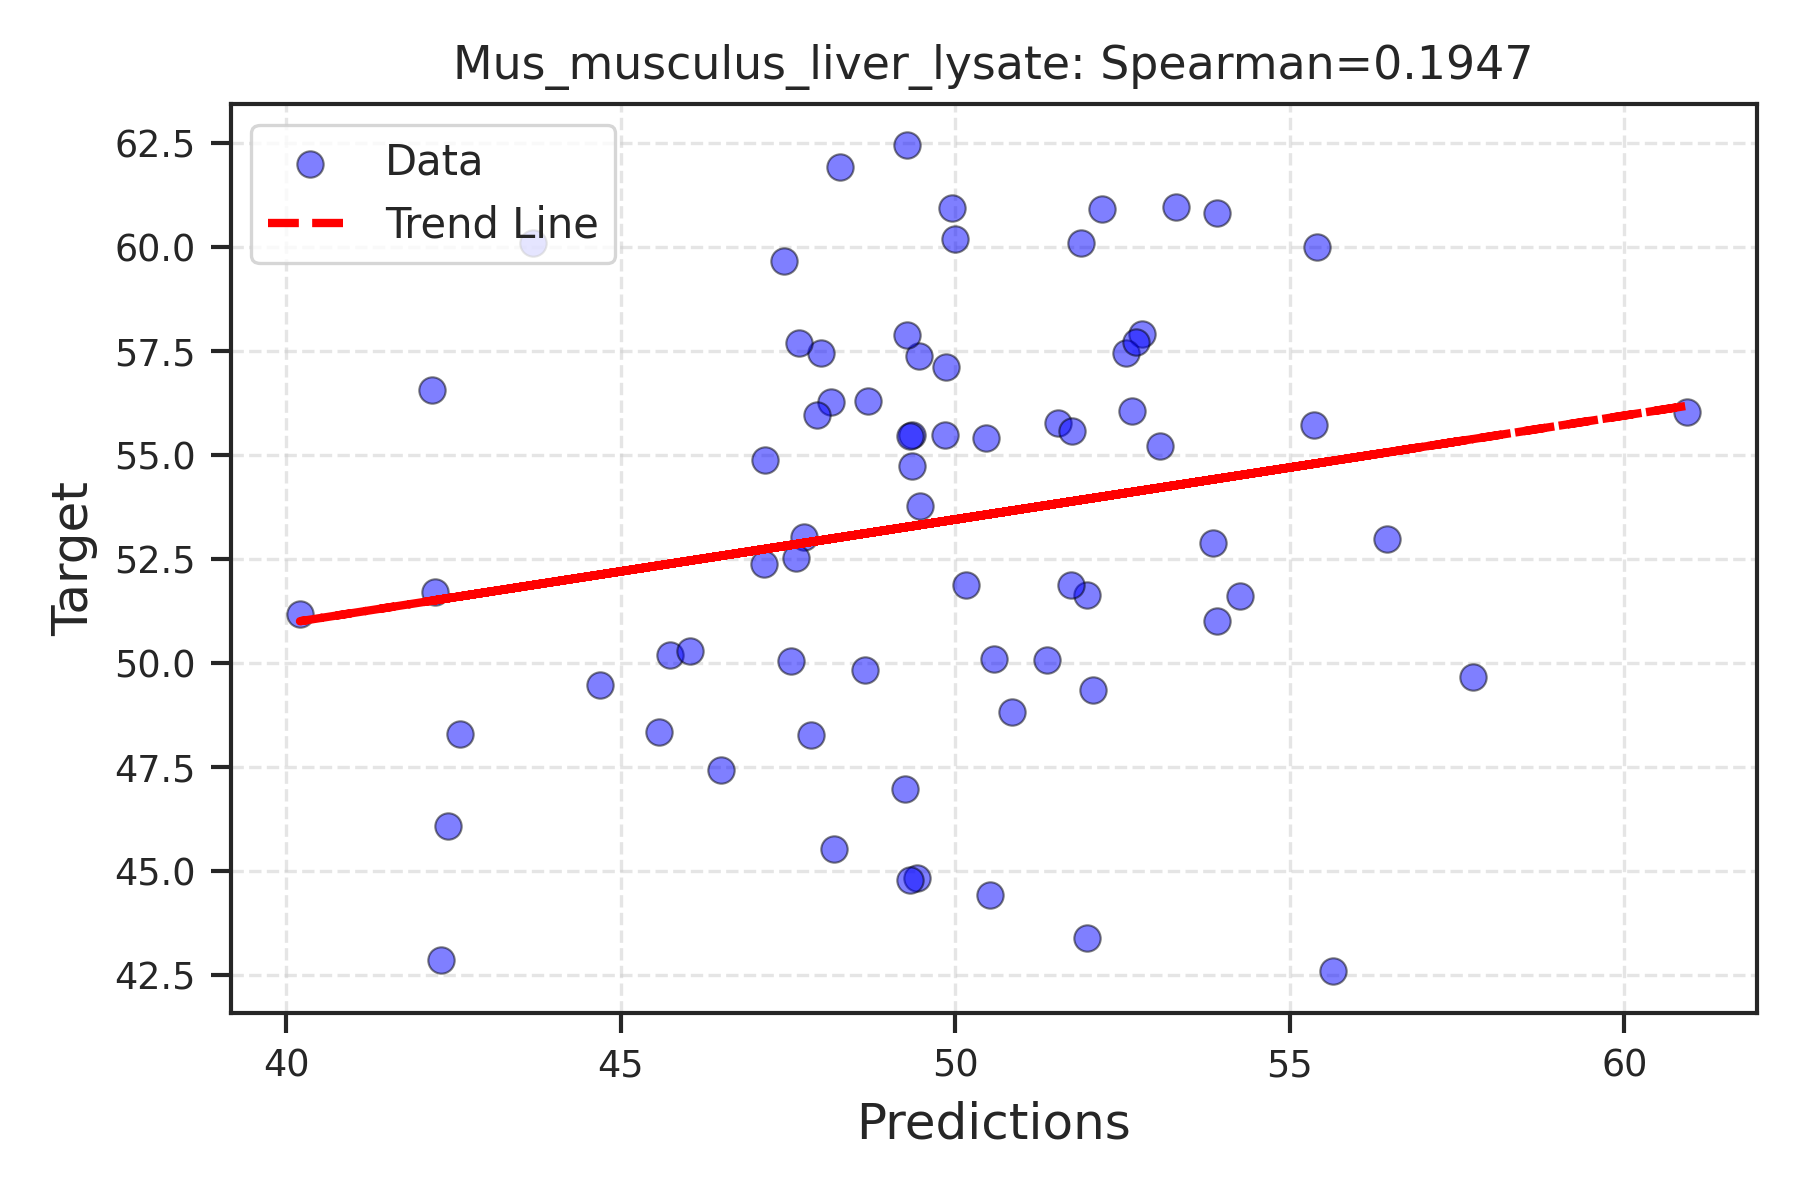 Mus_musculus_liver_lysate: Spearman=0.1947
Data
Trend Line
62.5
60.0
57.5
55.0
52.5
50.0
47.5
45.0
42.5
Target
40 45 50 55 60
Predictions